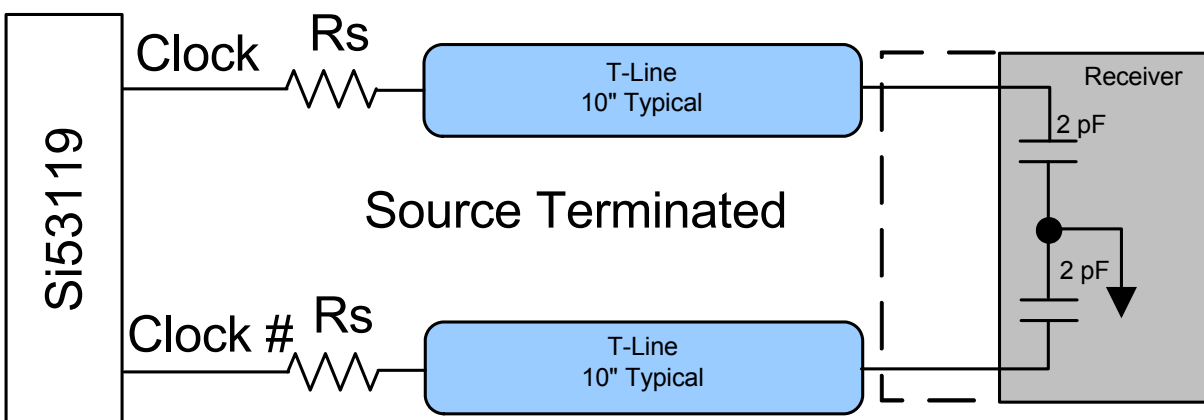 Si53119
Clock
Rs
T-Line
10" Typical
Receiver
2 pF
Source Terminated
2 pF
Clock #
Rs
T-Line
10" Typical